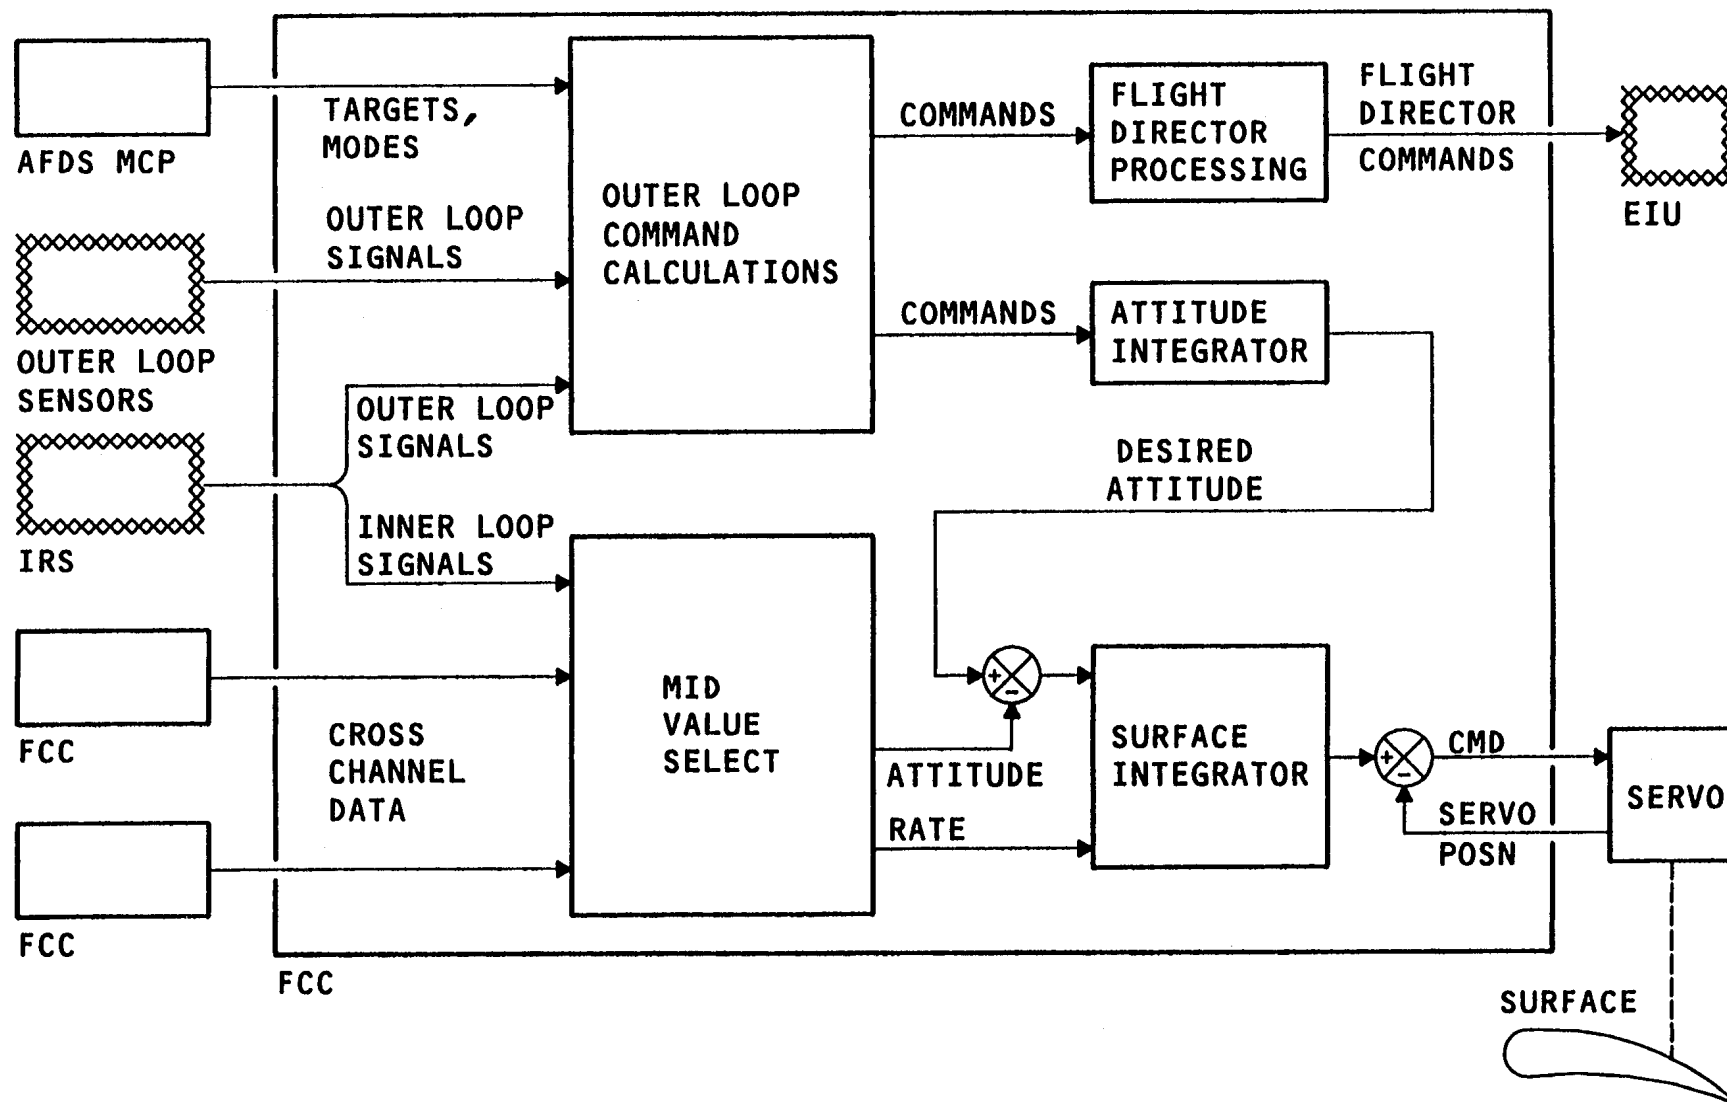 AFDS MCP
TARGETS,
MODES
OUTER LOOP
SIGNALS
OUTER LOOP
SENSORS
OUTER LOOP
SIGNALS
INNER LOOP
SIGNALS
IRS
FCC
CROSS
CHANNEL
DATA
FCC
FCC
OUTER LOOP
COMMAND
CALCULATIONS
MID
VALUE
SELECT
COMMANDS
FLIGHT
DIRECTOR
PROCESSING
FLIGHT
DIRECTOR
COMMANDS
EIU
COMMANDS
ATTITUDE
INTEGRATOR
DESIRED
ATTITUDE
+
-
ATTITUDE
RATE
SURFACE
INTEGRATOR
+
-
CMD
SERVO
POSN
SERVO
SURFACE